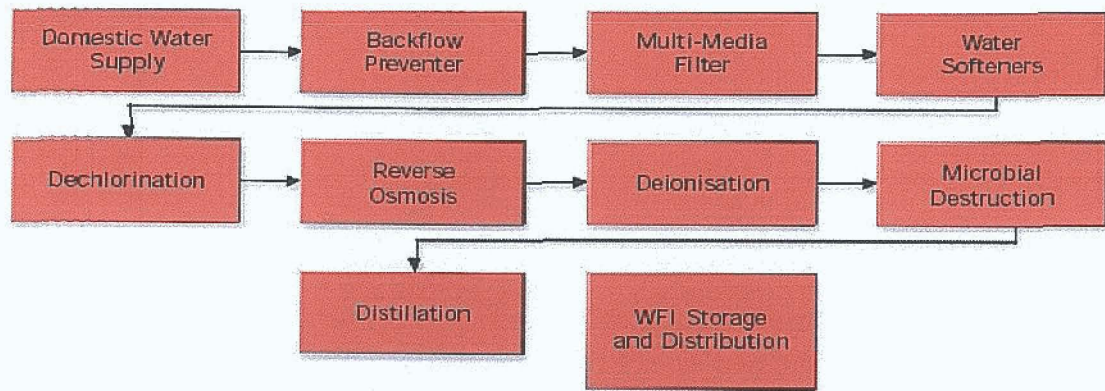 Domestic Water
Supply
Backflow
Preventer
Multi-Media
Filter
Water
Softeners
Dechlorination
Reverse
Osmosis
Deionisation
Microbial
Destruction
Distillation
WFI Storage
and Distribution